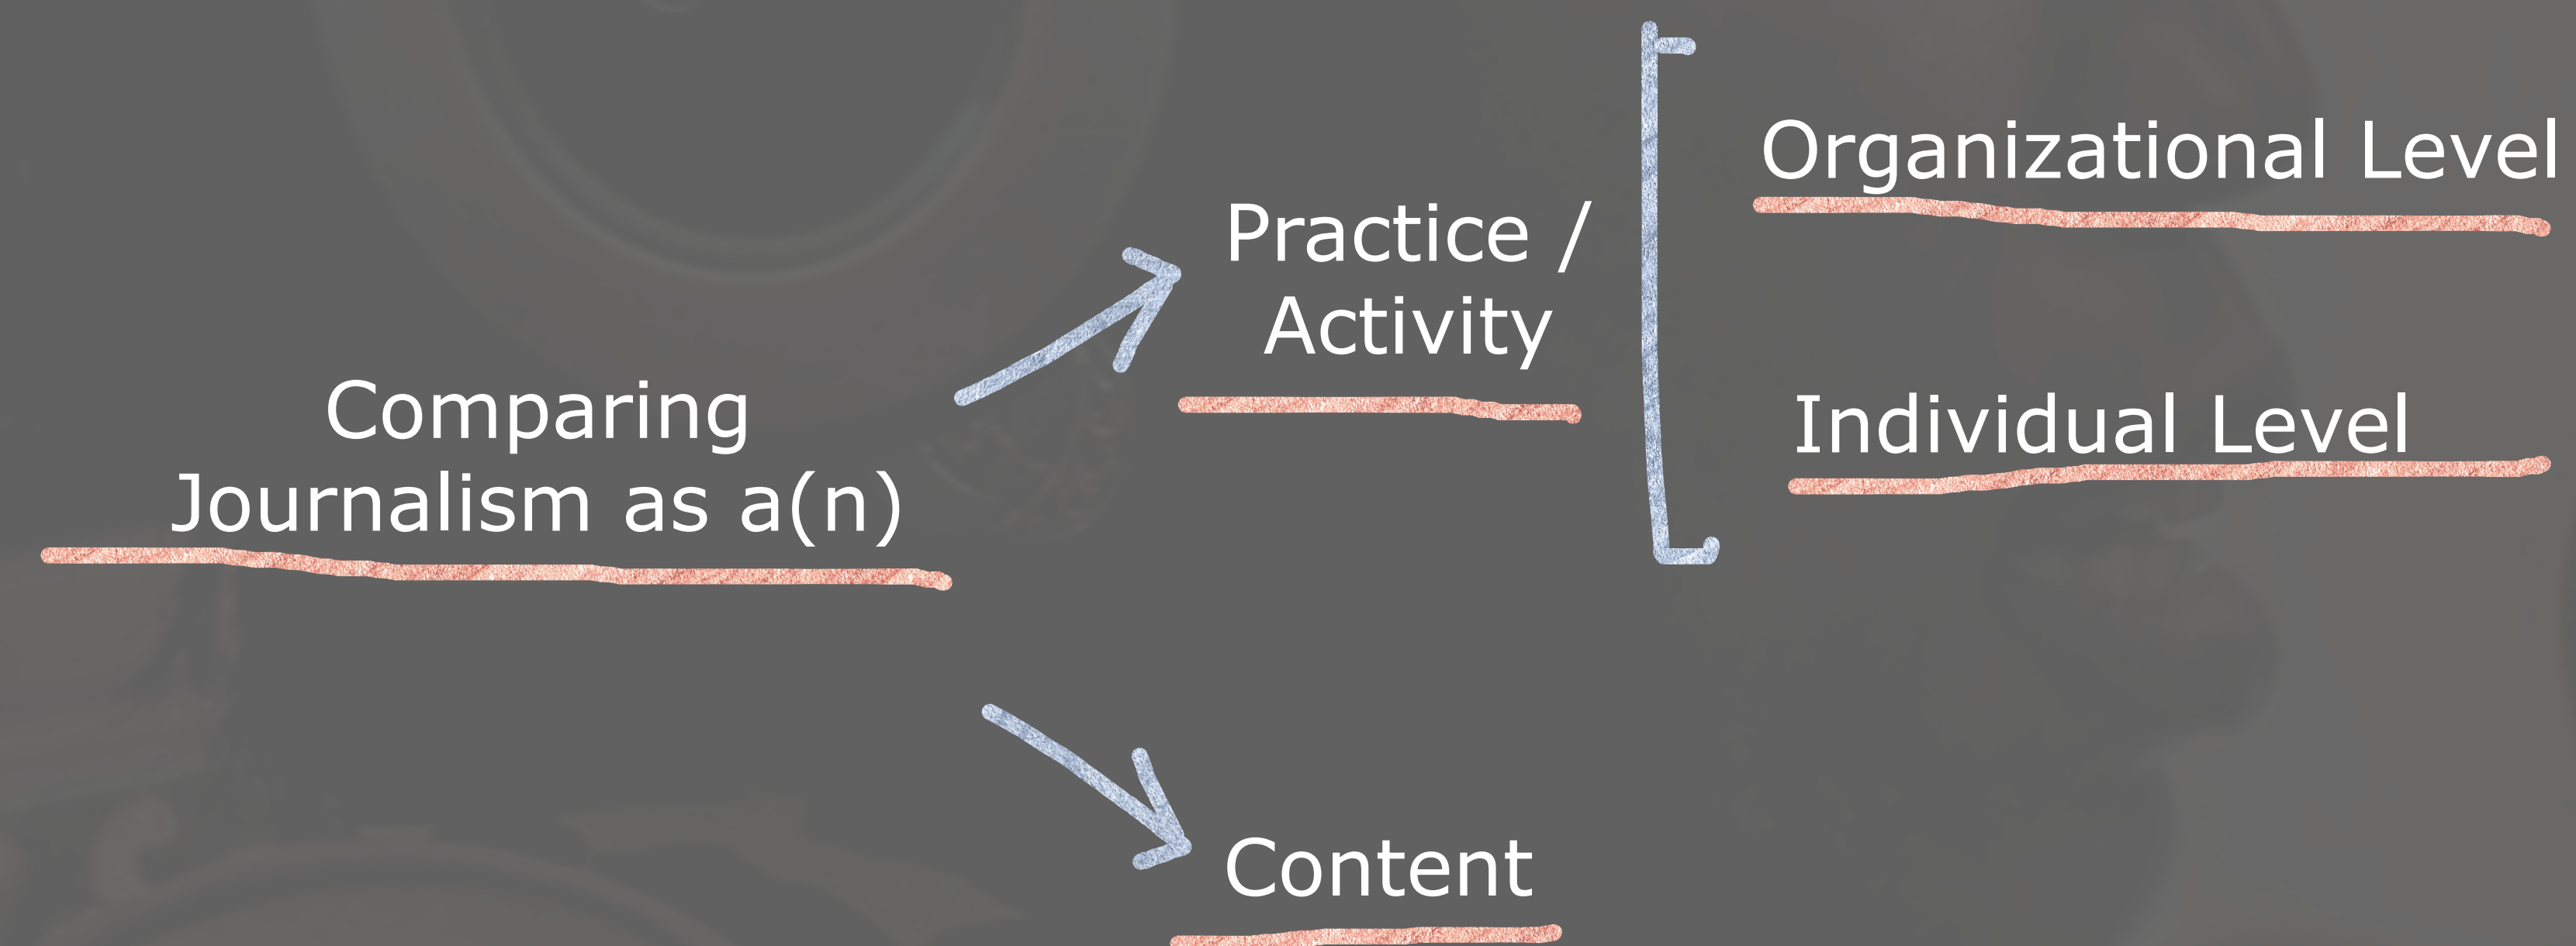 Comparing
Journalism as a(n)
Practice /
Activity
Organizational Level
Individual Level
Content